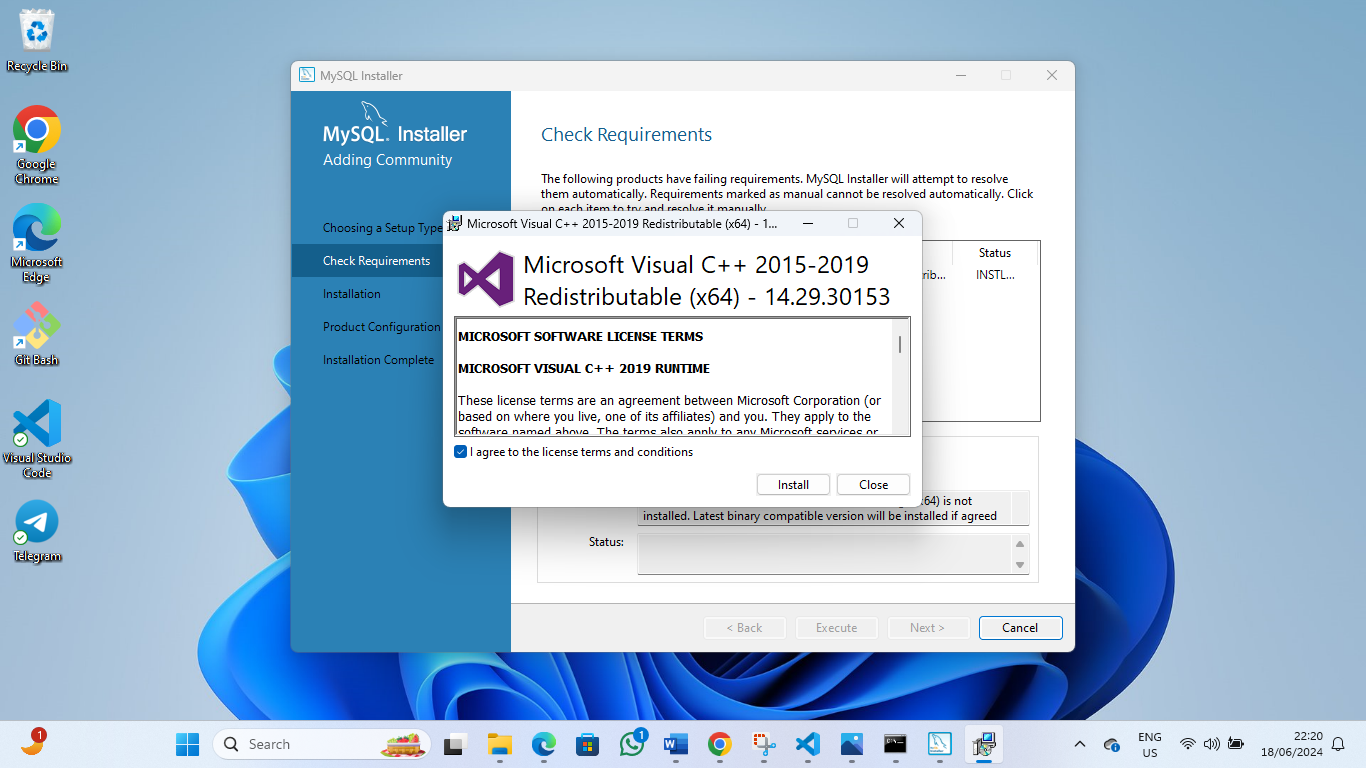 Recycle Bin
Google
Chrome
Microsoft
Edge
Git Bash
Visual Studio
Code
Telegram
MySQL Installer
MySQL® Installer
Adding Community
Choosing a Setup Type
Check Requirements
Installation
Product Configuration
Installation Complete
Check Requirements
The following products have failing requirements. MySQL Installer will attempt to resolve
them automatically. Requirements marked as manual cannot be resolved automatically. Click
on each item to try and resolve it manually.
Status
rib... INSTL...
Microsoft Visual C++ 2015-2019 Redistributable (x64) - 1...
Microsoft Visual C++ 2015-2019
Redistributable (x64) - 14.29.30153
MICROSOFT SOFTWARE LICENSE TERMS
MICROSOFT VISUAL C++ 2019 RUNTIME
These license terms are an agreement between Microsoft Corporation (or
based on where you live, one of its affiliates) and you. They apply to the
software named above. The terms also apply to any Microsoft services or
I agree to the license terms and conditions
Install Close
x64) is not
installed. Latest binary compatible version will be installed if agreed
Status:
< Back Execute Next > Cancel
1
Search
1
ENG
US
22:20
18/06/2024